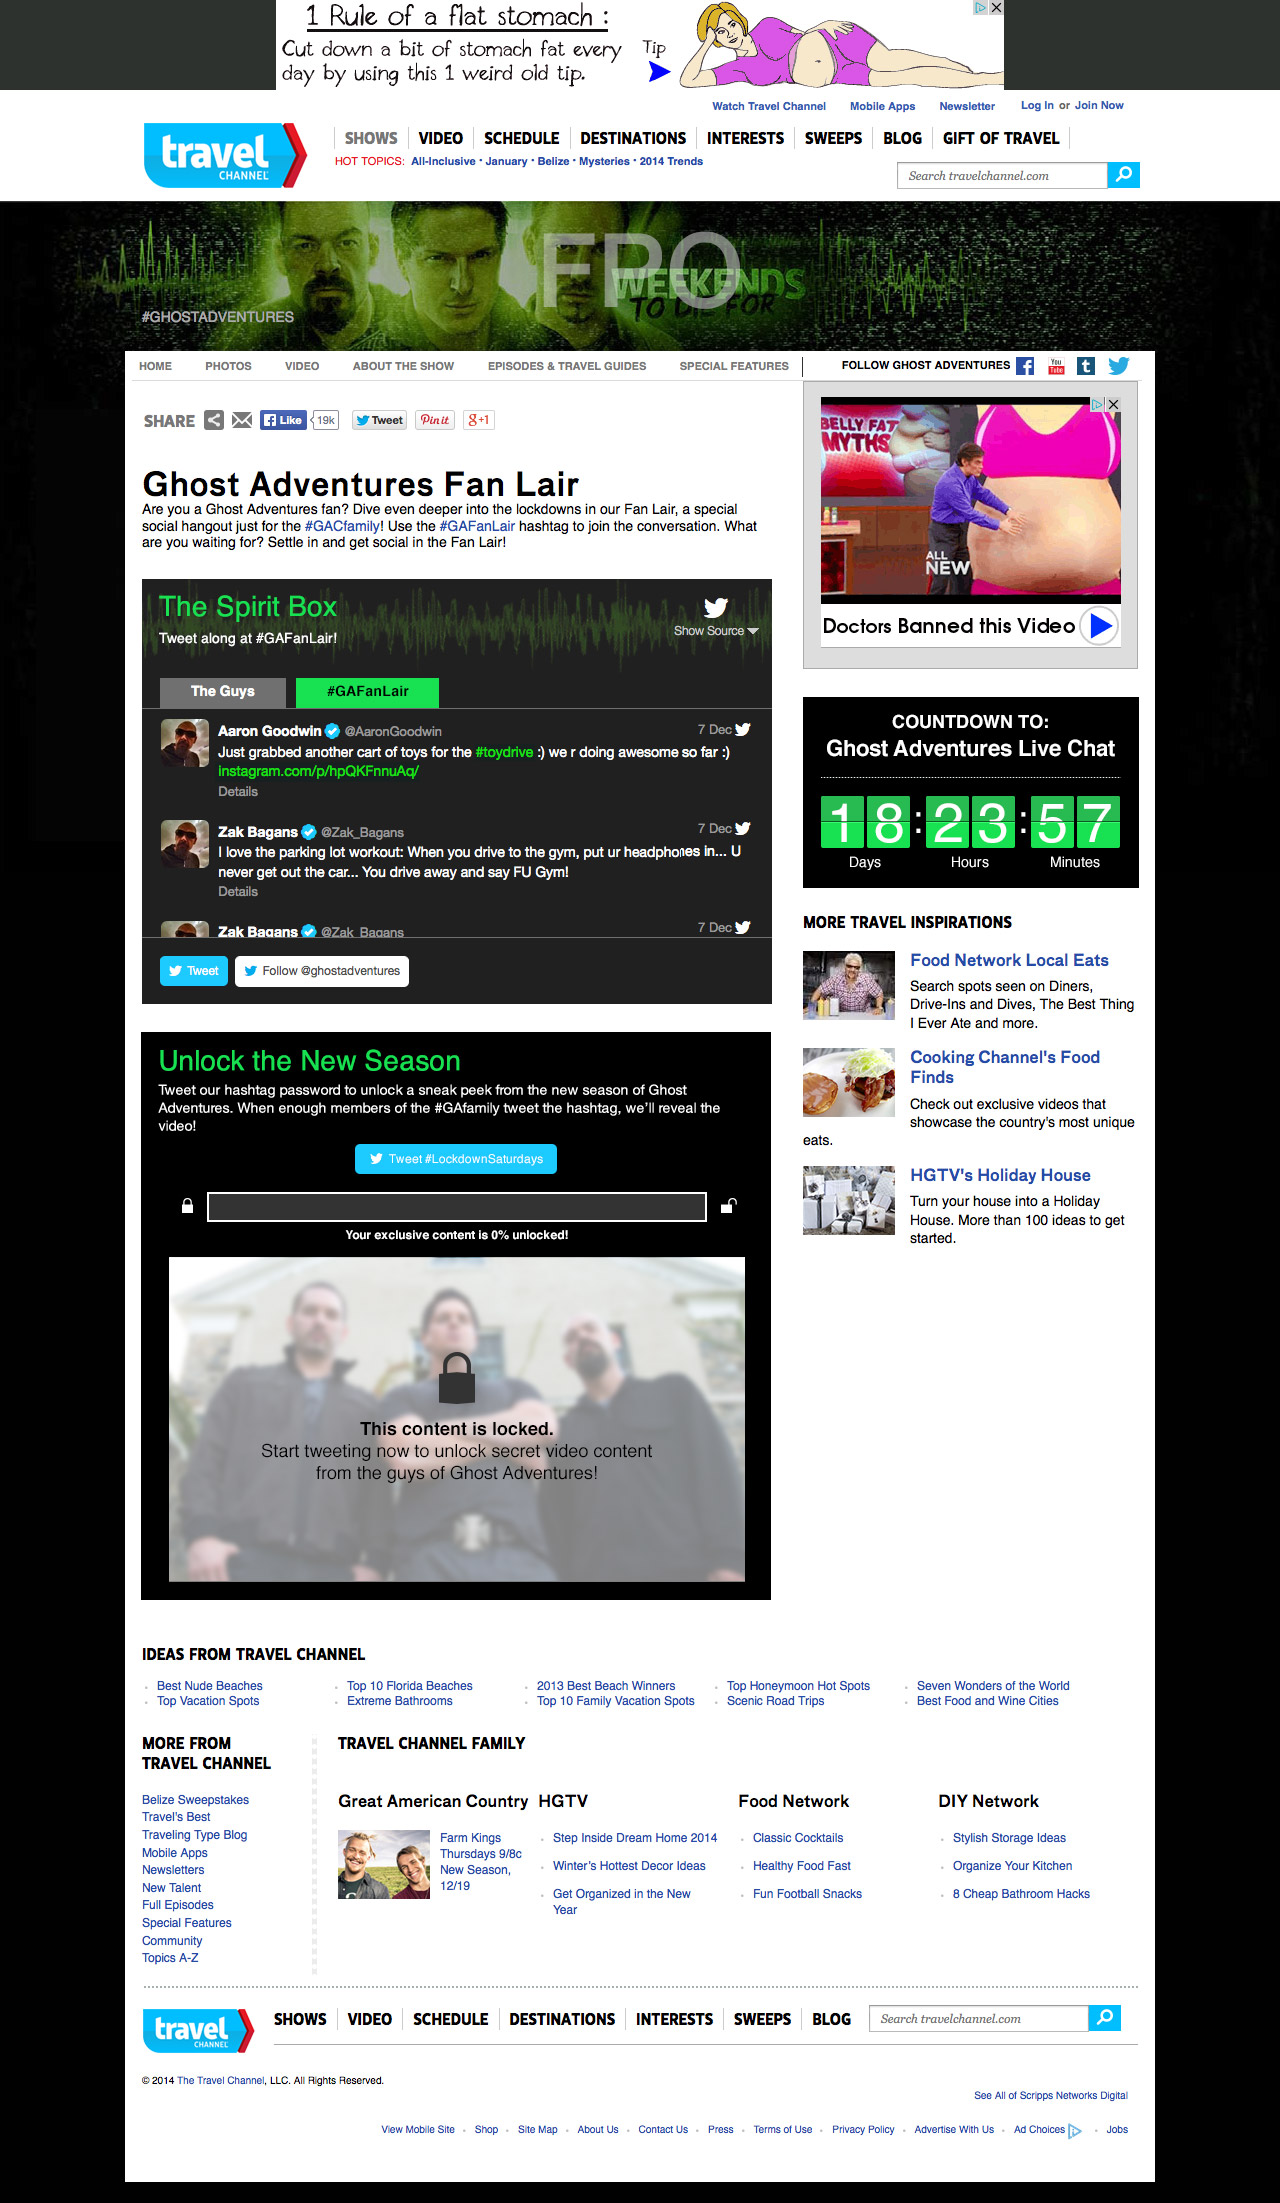 1 Rule of a flat stomach :
Cut down a bit of stomach fat every
day by using this 1 weird old tip.
Tip
Watch Travel Channel
Mobile Apps
Newsletter
Log In or Join Now
travel
CHANNEL
SHOWS
VIDEO
SCHEDULE
DESTINATIONS
INTERESTS
SWEEPS
BLOG
GIFT OF TRAVEL
HOT TOPICS: All-Inclusive • January • Belize • Mysteries • 2014 Trends
Search travelchannel.com
FPO
WEEKENDS
TO DIE FOR
#GHOSTADVENTURES
HOME
PHOTOS
VIDEO
ABOUT THE SHOW
EPISODES & TRAVEL GUIDES
SPECIAL FEATURES
FOLLOW GHOST ADVENTURES
SHARE
Like
19k
Tweet
Pin it
g+1
Ghost Adventures Fan Lair
Are you a Ghost Adventures fan? Dive even deeper into the lockdowns in our Fan Lair, a special
social hangout just for the #GACfamily! Use the #GAFanLair hashtag to join the conversation. What
are you waiting for? Settle in and get social in the Fan Lair!
BELLY FAT
MYTHS
ALL
NEW
Doctors Banned this Video
The Spirit Box
Tweet along at #GAFanLair!
Show Source
The Guys
#GAFanLair
Aaron Goodwin @AaronGoodwin
7 Dec
Just grabbed another cart of toys for the #toydrive :) we r doing awesome so far :)
instagram.com/p/hpQKFnnuAq/
Details
Zak Bagans @Zak_Bagans
7 Dec
I love the parking lot workout: When you drive to the gym, put ur headphones in... U
never get out the car... You drive away and say FU Gym!
Details
Zak Bagans @Zak_Bagans
7 Dec
Tweet
Follow @ghostadventures
COUNTDOWN TO:
Ghost Adventures Live Chat
18:23:57
Days
Hours
Minutes
MORE TRAVEL INSPIRATIONS
Food Network Local Eats
Search spots seen on Diners,
Drive-Ins and Dives, The Best Thing
I Ever Ate and more.
Cooking Channel's Food
Finds
Check out exclusive videos that
showcase the country's most unique
eats.
HGTV's Holiday House
Turn your house into a Holiday
House. More than 100 ideas to get
started.
Unlock the New Season
Tweet our hashtag password to unlock a sneak peek from the new season of Ghost
Adventures. When enough members of the #GAfamily tweet the hashtag, we'll reveal the
video!
Tweet #LockdownSaturdays
Your exclusive content is 0% unlocked!
This content is locked.
Start tweeting now to unlock secret video content
from the guys of Ghost Adventures!
IDEAS FROM TRAVEL CHANNEL
Best Nude Beaches
Top Vacation Spots
Top 10 Florida Beaches
Extreme Bathrooms
2013 Best Beach Winners
Top 10 Family Vacation Spots
Top Honeymoon Hot Spots
Scenic Road Trips
Seven Wonders of the World
Best Food and Wine Cities
MORE FROM
TRAVEL CHANNEL
Belize Sweepstakes
Travel's Best
Traveling Type Blog
Mobile Apps
Newsletters
New Talent
Full Episodes
Special Features
Community
Topics A-Z
TRAVEL CHANNEL FAMILY
Great American Country
Farm Kings
Thursdays 9/8c
New Season,
12/19
HGTV
Step Inside Dream Home 2014
Winter's Hottest Decor Ideas
Get Organized in the New
Year
Food Network
Classic Cocktails
Healthy Food Fast
Fun Football Snacks
DIY Network
Stylish Storage Ideas
Organize Your Kitchen
8 Cheap Bathroom Hacks
travel
CHANNEL
SHOWS
VIDEO
SCHEDULE
DESTINATIONS
INTERESTS
SWEEPS
BLOG
Search travelchannel.com
© 2014 The Travel Channel, LLC. All Rights Reserved.
See All of Scripps Networks Digital
View Mobile Site • Shop • Site Map • About Us • Contact Us • Press • Terms of Use • Privacy Policy • Advertise With Us • Ad Choices • Jobs